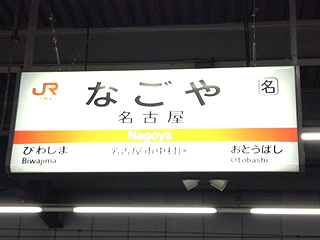 JR
なごや
名
名古屋
Nagoya
びわじま
名古屋市中村区
おとうばし
Biwajima
Otobashi